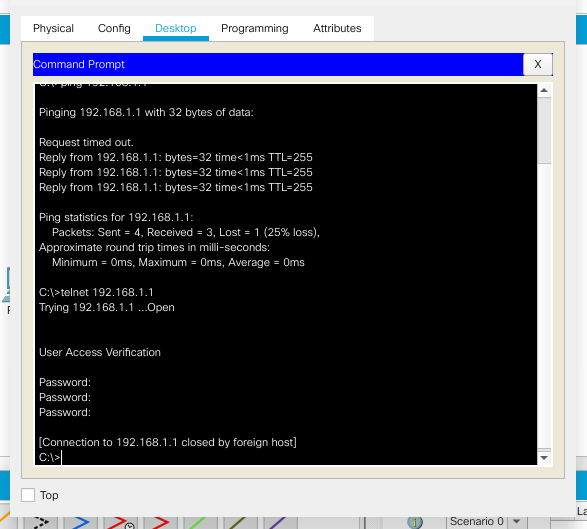 Physical Config Desktop Programming Attributes
Command Prompt X
C:\>ping 192.168.1.1
Pinging 192.168.1.1 with 32 bytes of data:
Request timed out.
Reply from 192.168.1.1: bytes=32 time<1ms TTL=255
Reply from 192.168.1.1: bytes=32 time<1ms TTL=255
Reply from 192.168.1.1: bytes=32 time<1ms TTL=255
Ping statistics for 192.168.1.1:
Packets: Sent = 4, Received = 3, Lost = 1 (25% loss),
Approximate round trip times in milli-seconds:
Minimum = 0ms, Maximum = 0ms, Average = 0ms
C:\>telnet 192.168.1.1
Trying 192.168.1.1 ...Open
User Access Verification
Password:
Password:
Password:
[Connection to 192.168.1.1 closed by foreign host]
C:\>
Top
Scenario 0